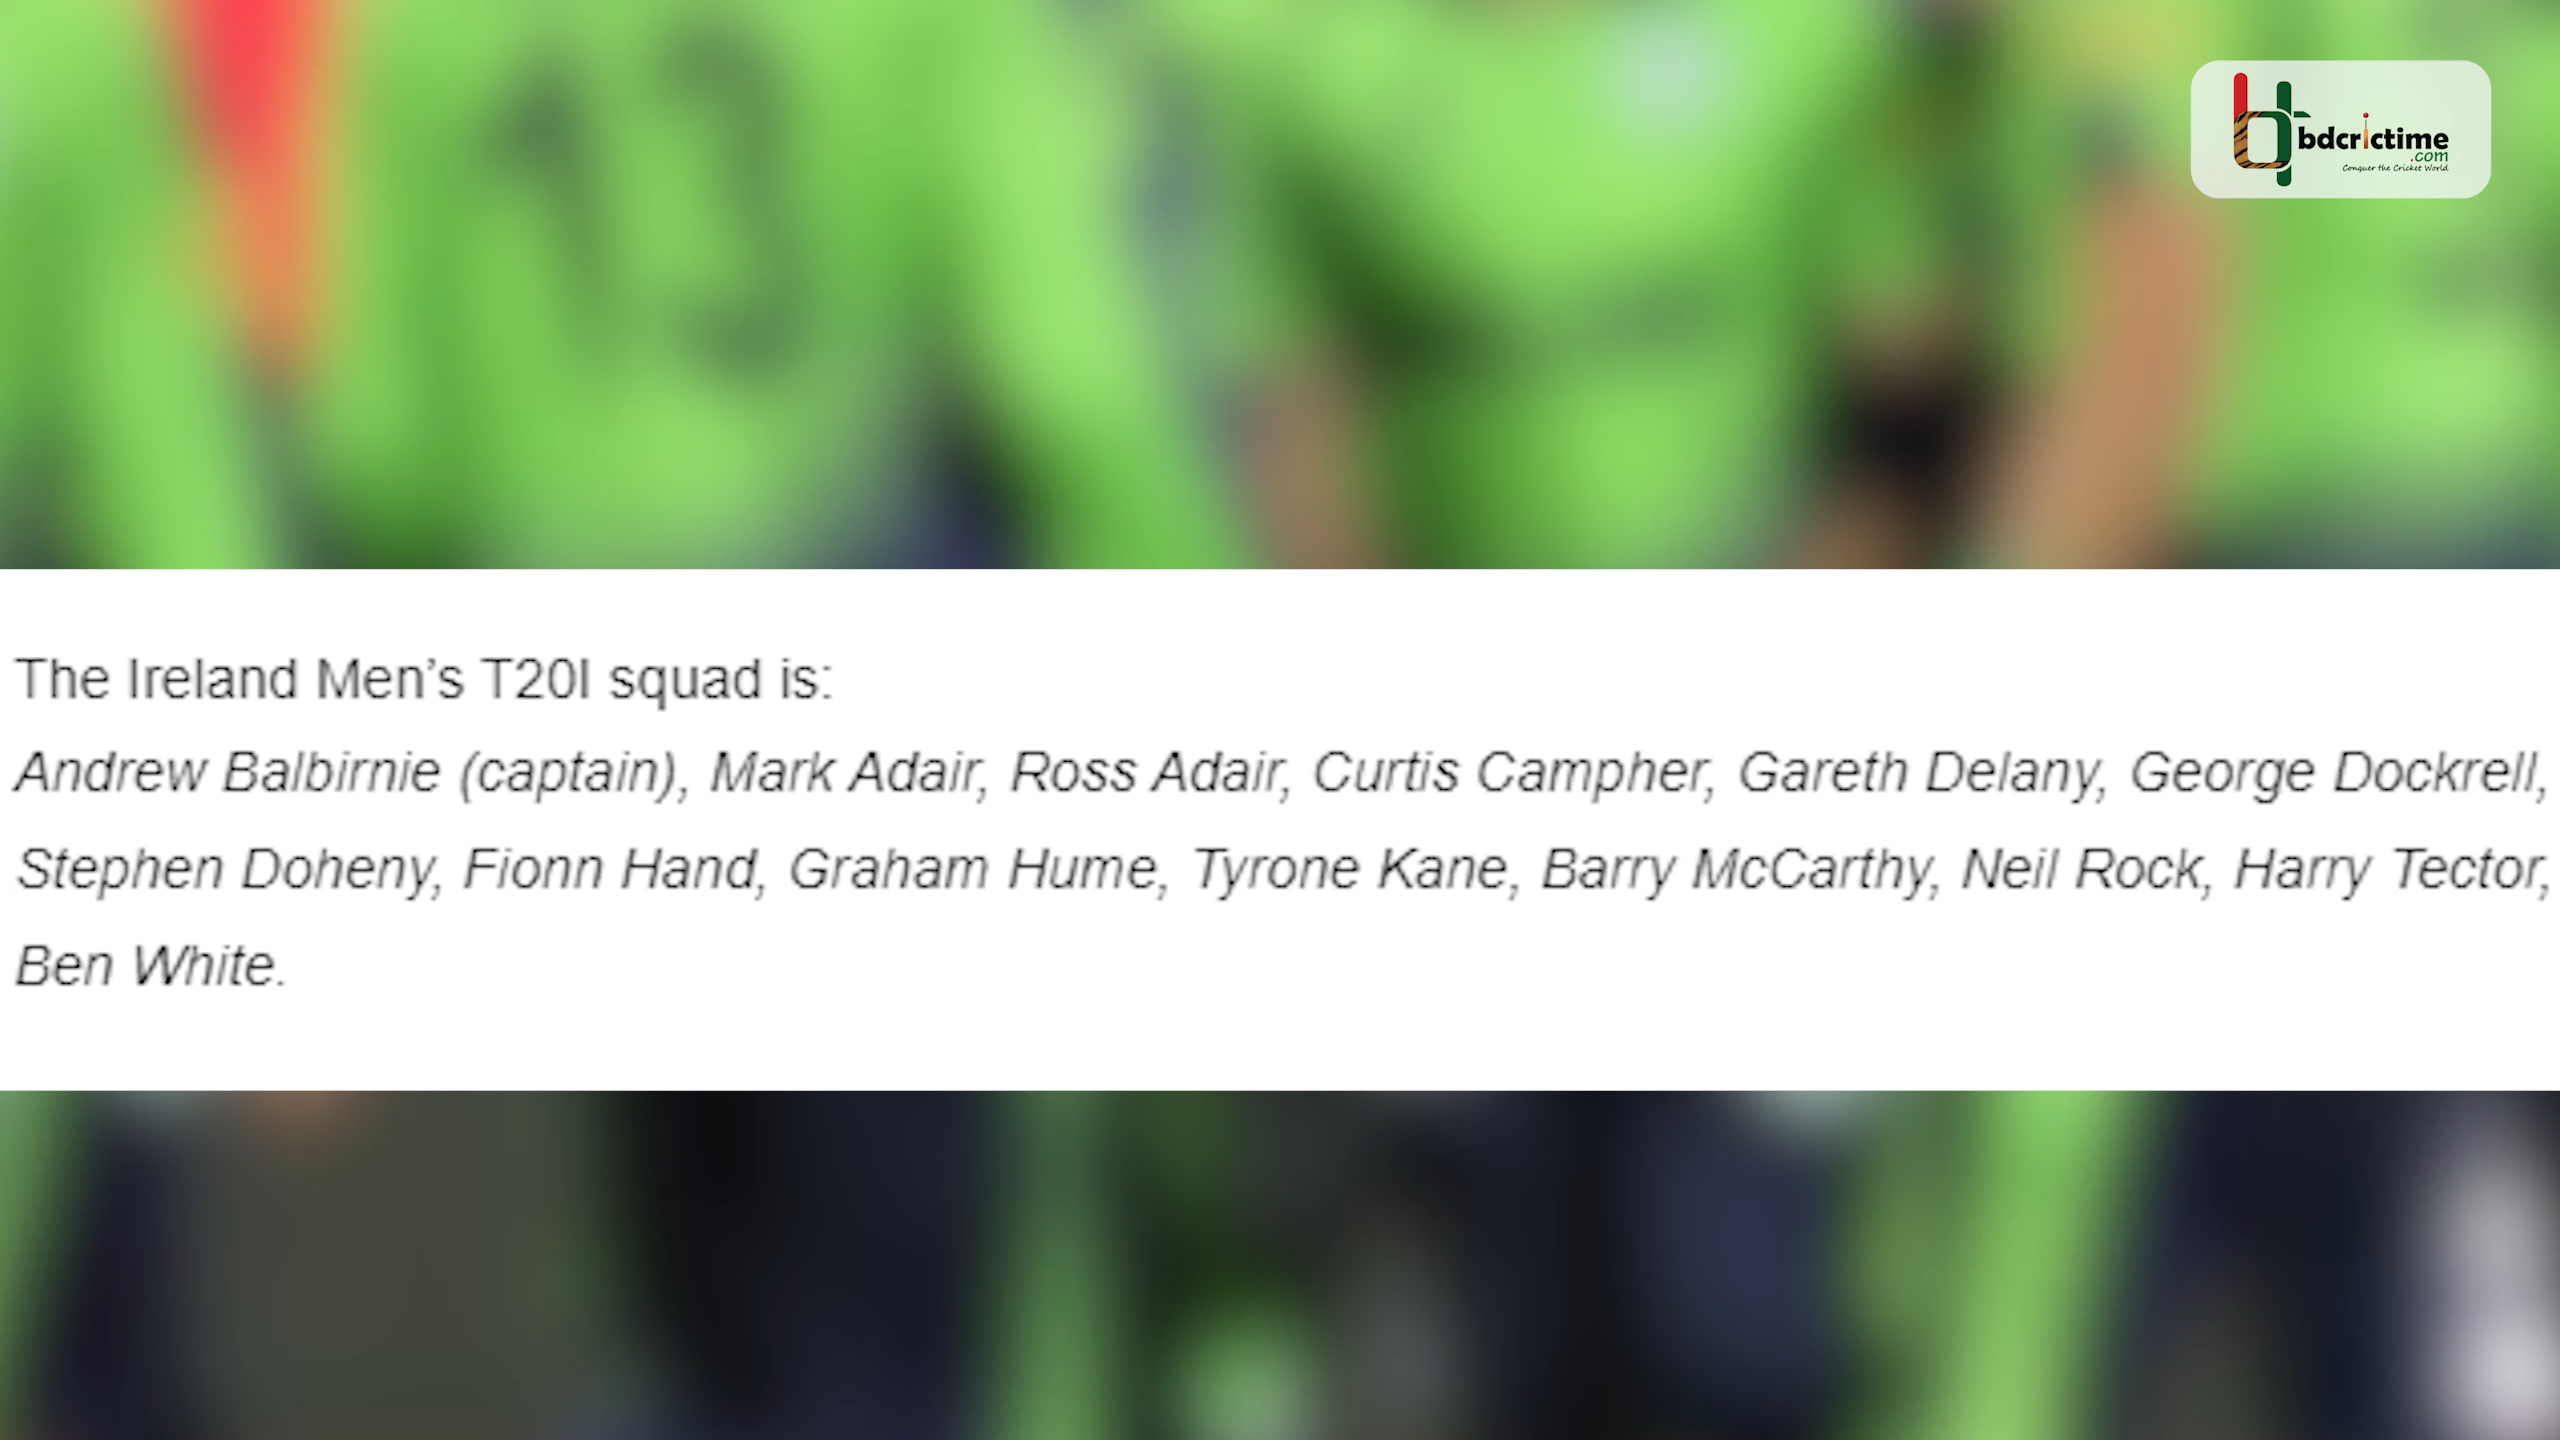 bdcrictime
.com
Conquer the Cricket World
The Ireland Men’s T20I squad is:
Andrew Balbirnie (captain), Mark Adair, Ross Adair, Curtis Campher, Gareth Delany, George Dockrell,
Stephen Doheny, Fionn Hand, Graham Hume, Tyrone Kane, Barry McCarthy, Neil Rock, Harry Tector,
Ben White.